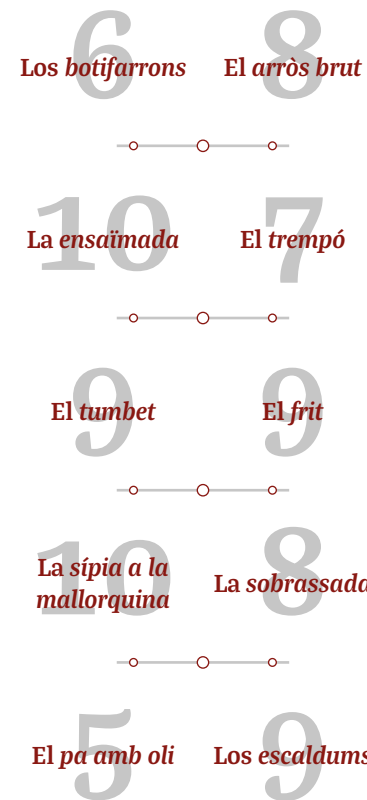 6
Los botifarrons
8
El arròs brut
10
La ensaïmada
7
El trempó
9
El tumbet
9
El frit
10
La sípia a la
mallorquina
8
La sobrassada
5
El pa amb oli
9
Los escaldums